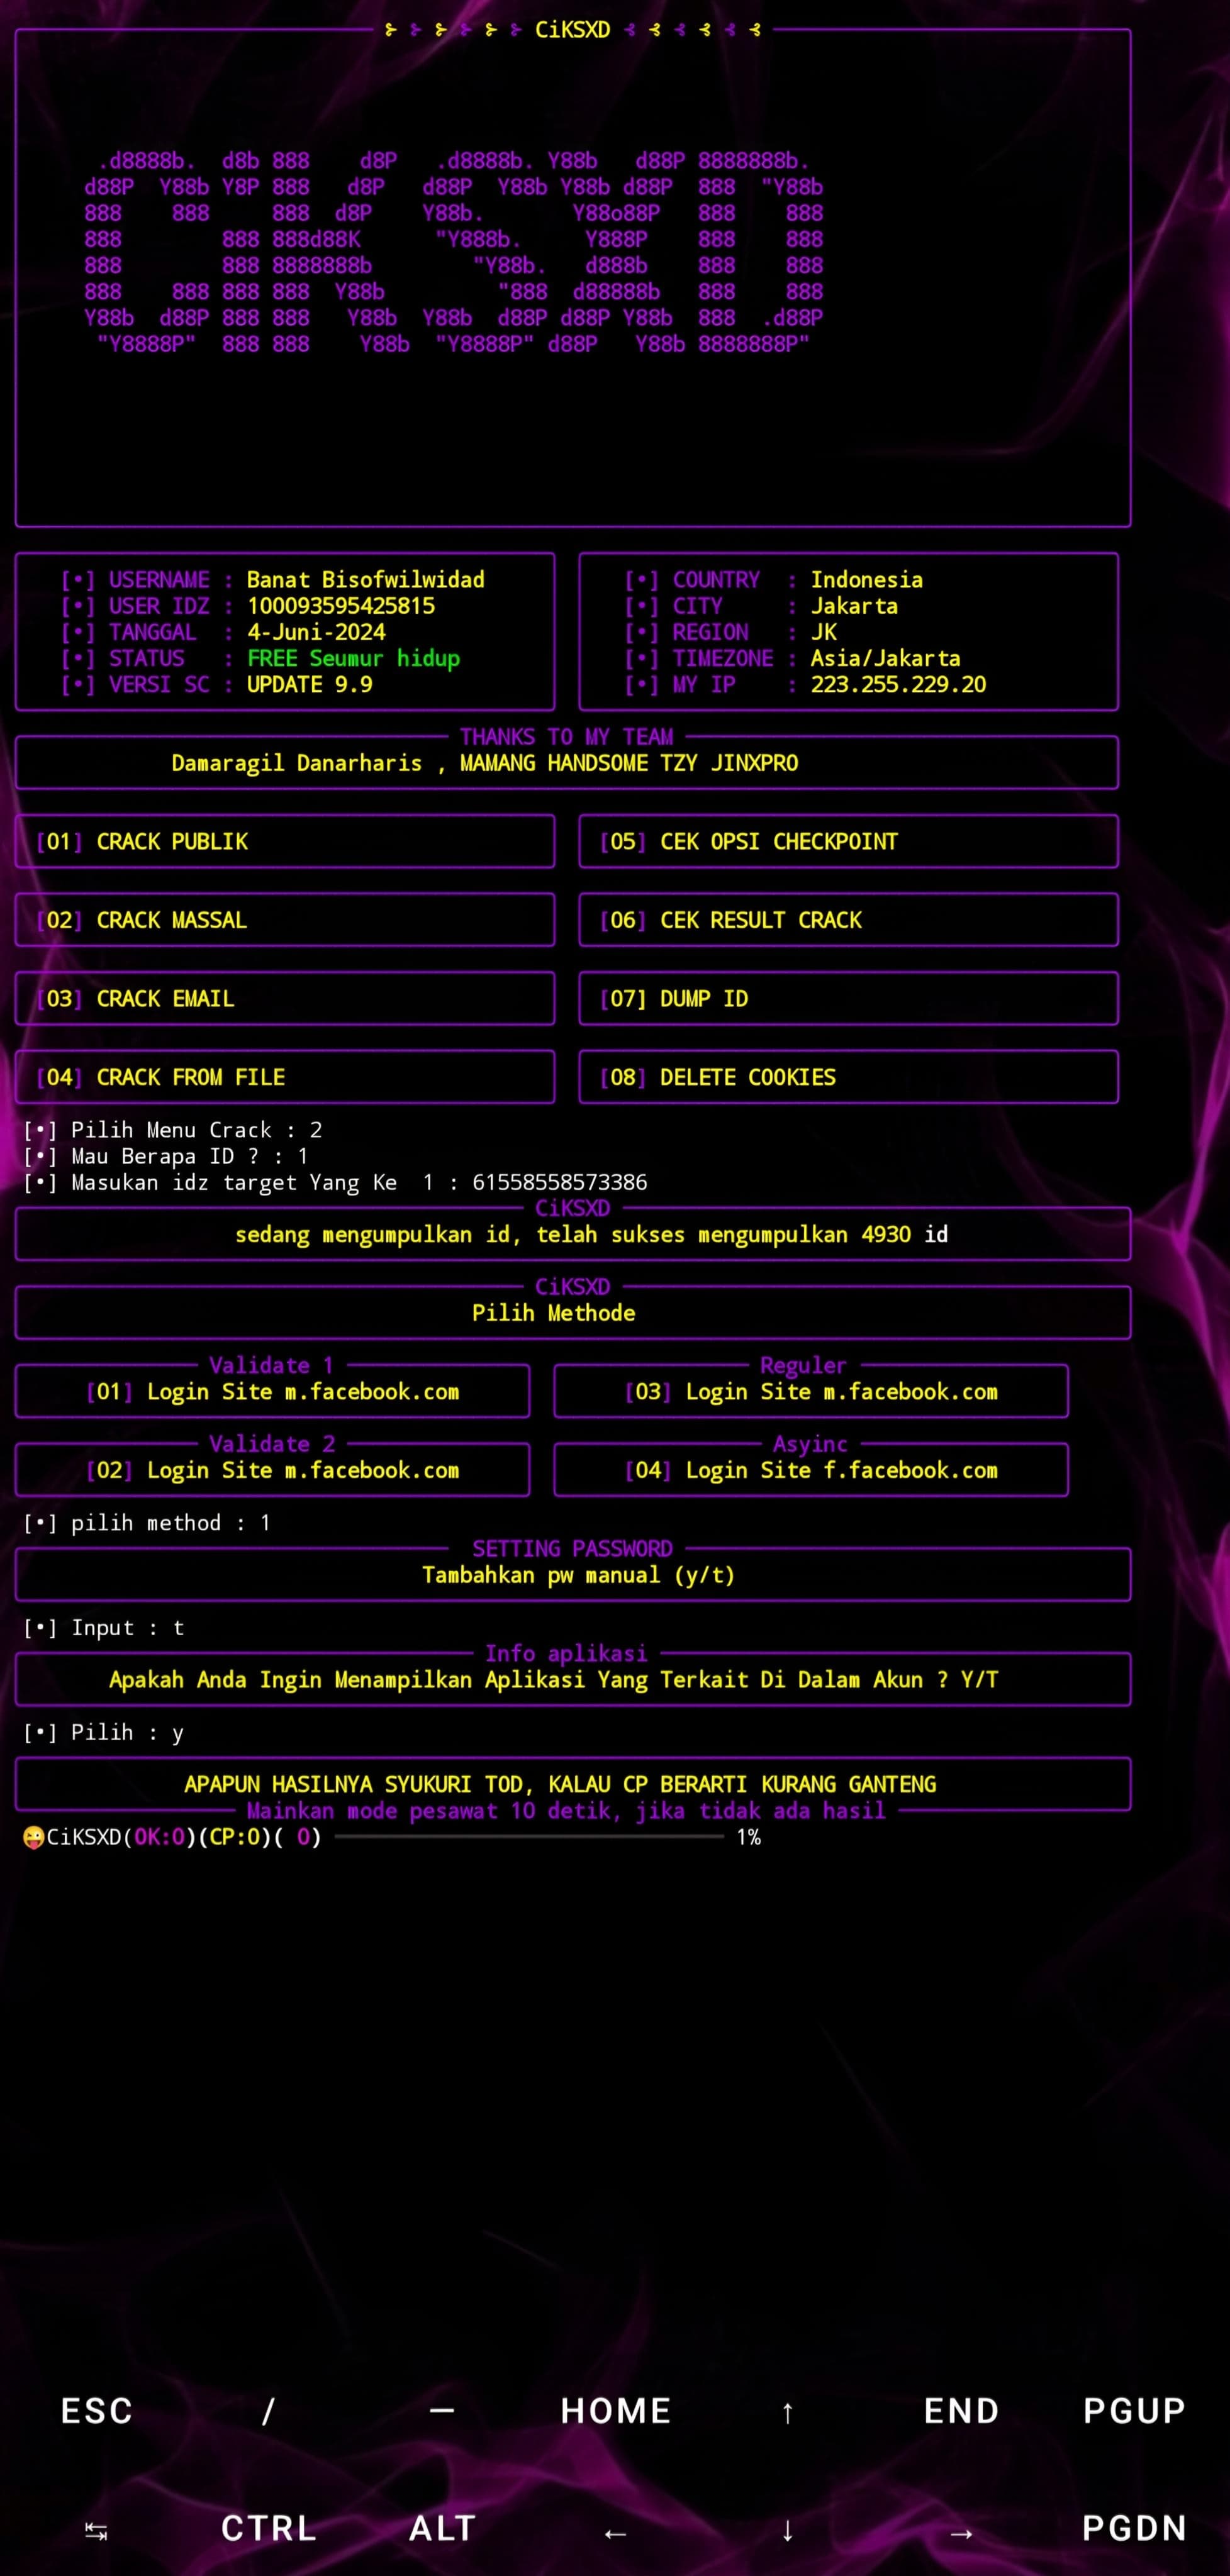 CiKSXD
.d8888b.  d8b 888    d8P   .d8888b. Y88b   d88P 8888888b.
d88P  Y88b Y8P 888   d8P   d88P  Y88b Y88b d88P  888  "Y88b
888    888     888  d8P    Y88b.       Y88o88P   888    888
888        888 888d88K      "Y888b.     Y888P    888    888
888        888 8888888b        "Y88b.   d888b    888    888
888    888 888 888  Y88b         "888  d88888b   888    888
Y88b  d88P 888 888   Y88b  Y88b  d88P d88P Y88b  888  .d88P
"Y8888P"  888 888    Y88b  "Y8888P" d88P   Y88b 8888888P"
[•] USERNAME : Banat Bisofwilwidad
[•] USER IDZ : 100093595425815
[•] TANGGAL : 4-Juni-2024
[•] STATUS : FREE Seumur hidup
[•] VERSI SC : UPDATE 9.9
[•] COUNTRY : Indonesia
[•] CITY : Jakarta
[•] REGION : JK
[•] TIMEZONE : Asia/Jakarta
[•] MY IP : 223.255.229.20
THANKS TO MY TEAM
Damaragil Danarharis , MAMANG HANDSOME TZY JINXPRO
[01] CRACK PUBLIK
[05] CEK OPSI CHECKPOINT
[02] CRACK MASSAL
[06] CEK RESULT CRACK
[03] CRACK EMAIL
[07] DUMP ID
[04] CRACK FROM FILE
[08] DELETE COOKIES
[•] Pilih Menu Crack : 2
[•] Mau Berapa ID ? : 1
[•] Masukan idz target Yang Ke  1 : 61558558573386
CiKSXD
sedang mengumpulkan id, telah sukses mengumpulkan 4930 id
CiKSXD
Pilih Methode
Validate 1
[01] Login Site m.facebook.com
Reguler
[03] Login Site m.facebook.com
Validate 2
[02] Login Site m.facebook.com
Asyinc
[04] Login Site f.facebook.com
[•] pilih method : 1
SETTING PASSWORD
Tambahkan pw manual (y/t)
[•] Input : t
Info aplikasi
Apakah Anda Ingin Menampilkan Aplikasi Yang Terkait Di Dalam Akun ? Y/T
[•] Pilih : y
APAPUN HASILNYA SYUKURI TOD, KALAU CP BERARTI KURANG GANTENG
Mainkan mode pesawat 10 detik, jika tidak ada hasil
😜CiKSXD(OK:0)(CP:0)( 0) 1%
ESC / — HOME ↑ END PGUP
↹ CTRL ALT ← ↓ → PGDN